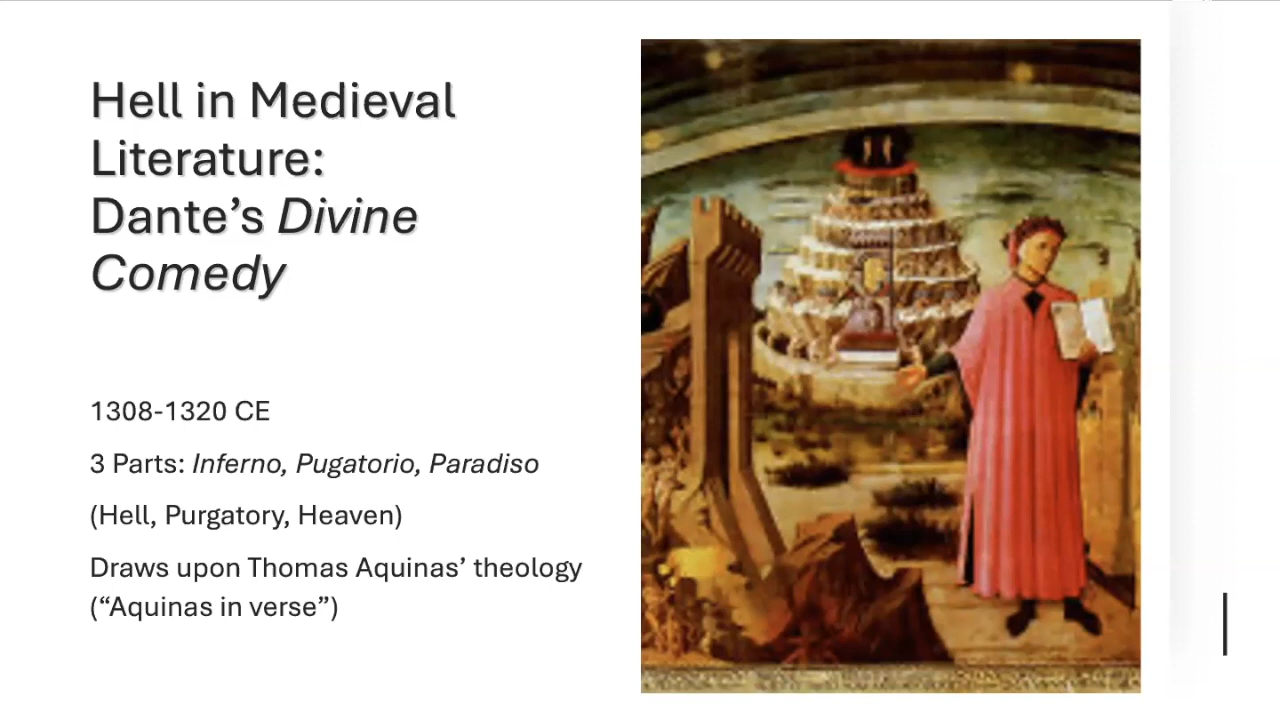 Hell in Medieval
Literature:
Dante’s Divine
Comedy
1308-1320 CE
3 Parts: Inferno, Pugatorio, Paradiso
(Hell, Purgatory, Heaven)
Draws upon Thomas Aquinas’ theology
(“Aquinas in verse”)